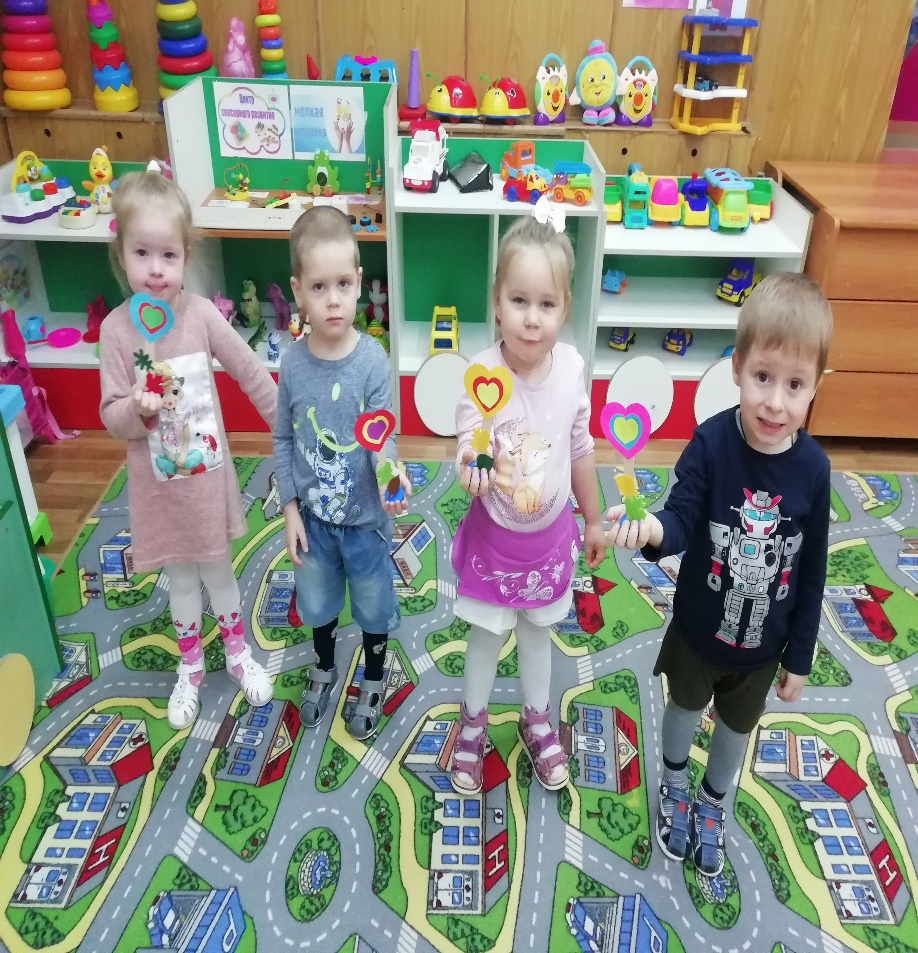 Центр
сенсорного развития
мелкая
H
H
H